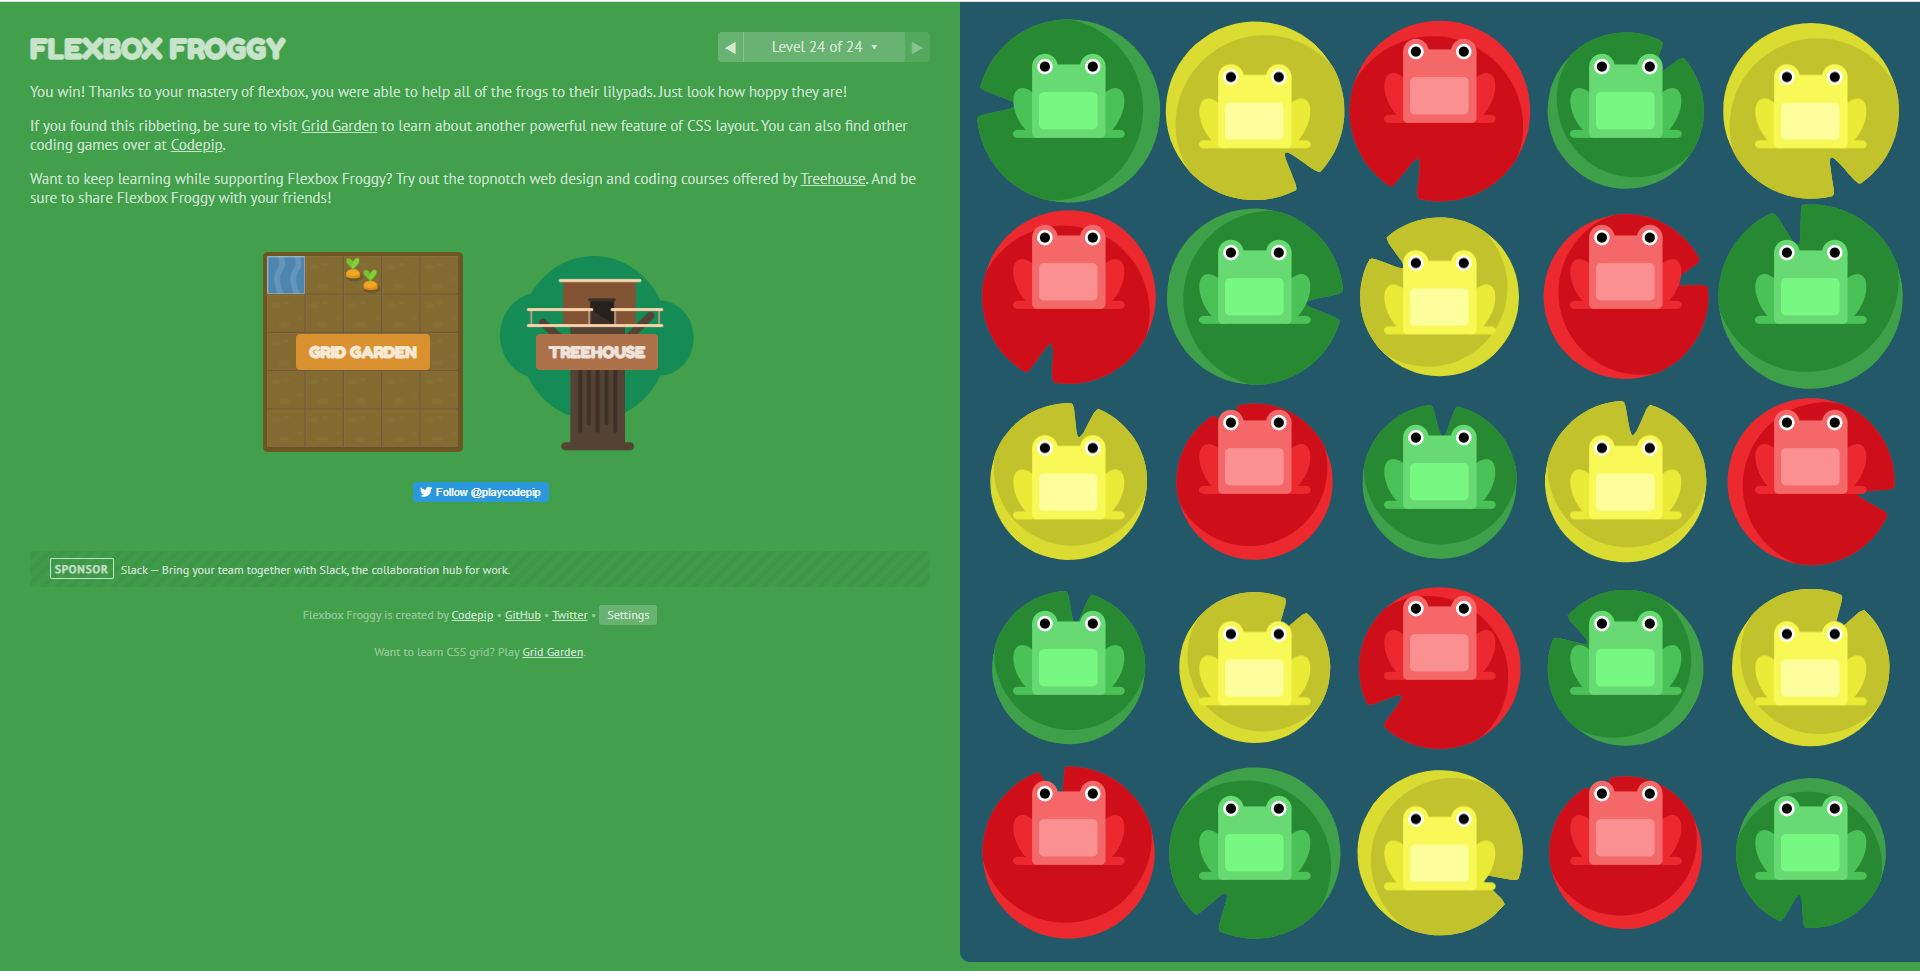 FLEXBOX FROGGY
◀ Level 24 of 24 ▾ ▶
You win! Thanks to your mastery of flexbox, you were able to help all of the frogs to their lilypads. Just look how hoppy they are!
If you found this ribbeting, be sure to visit Grid Garden to learn about another powerful new feature of CSS layout. You can also find other
coding games over at Codepip.
Want to keep learning while supporting Flexbox Froggy? Try out the topnotch web design and coding courses offered by Treehouse. And be
sure to share Flexbox Froggy with your friends!
GRID GARDEN
TREEHOUSE
Follow @playcodepip
SPONSOR Slack — Bring your team together with Slack, the collaboration hub for work.
Flexbox Froggy is created by Codepip • GitHub • Twitter • Settings
Want to learn CSS grid? Play Grid Garden.